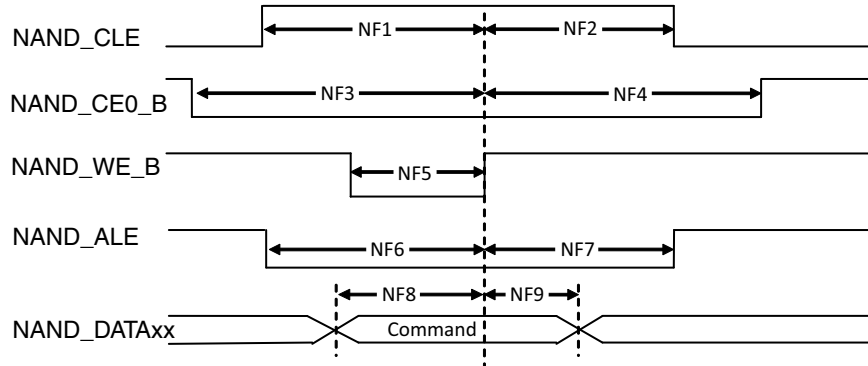 NAND_CLE NF1 NF2
NAND_CE0_B NF3 NF4
NAND_WE_B NF5
NAND_ALE NF6 NF7
NF8 NF9
NAND_DATAxx Command